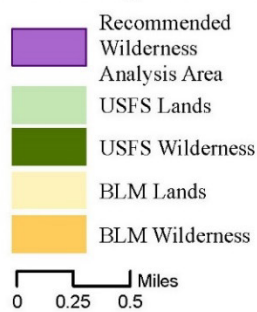 Recommended
Wilderness
Analysis Area
USFS Lands
USFS Wilderness
BLM Lands
BLM Wilderness
Miles
0 0.25 0.5